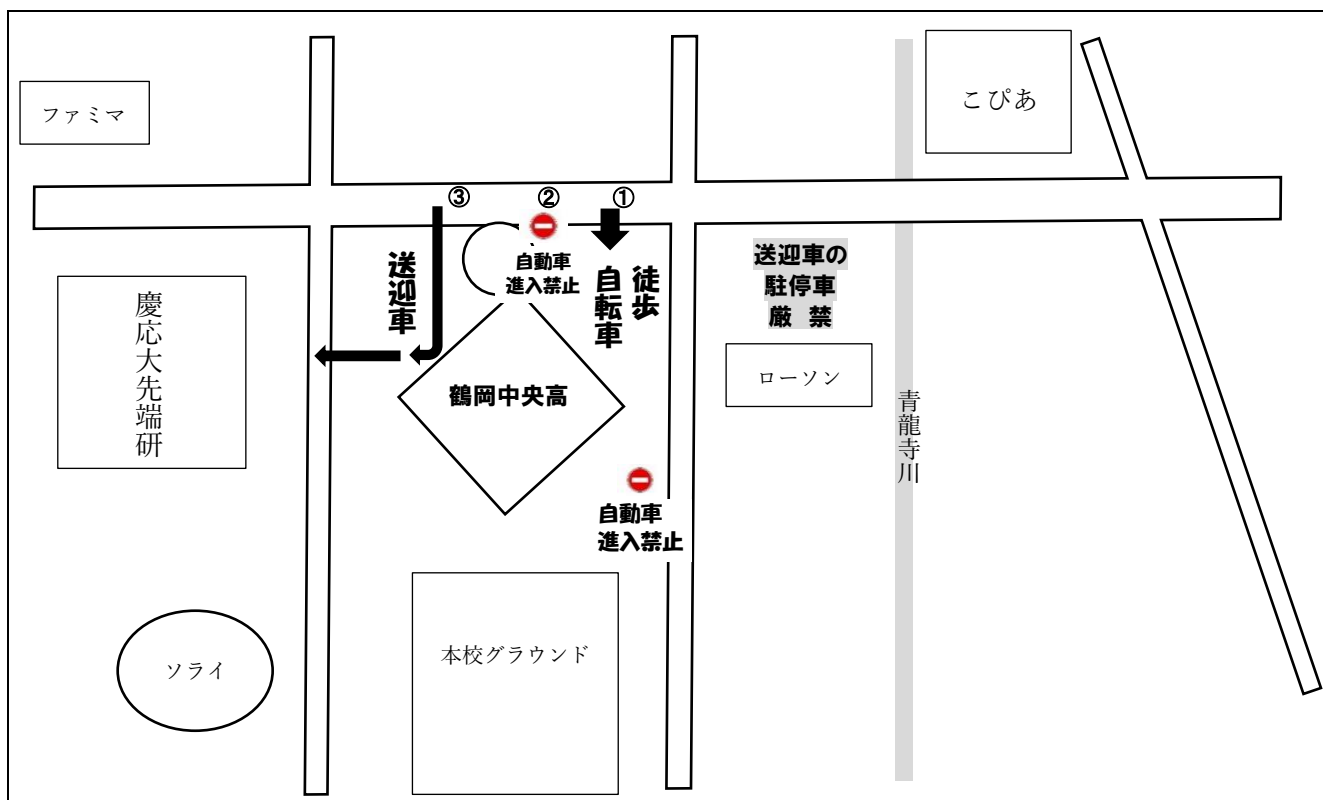 ファミマ
こぴあ
③
②
①
自動車
進入禁止
徒歩
自転車
送迎車
送迎車の
駐停車
厳 禁
慶応大先端研
鶴岡中央高
ローソン
青龍寺川
自動車
進入禁止
本校グラウンド
ソライ